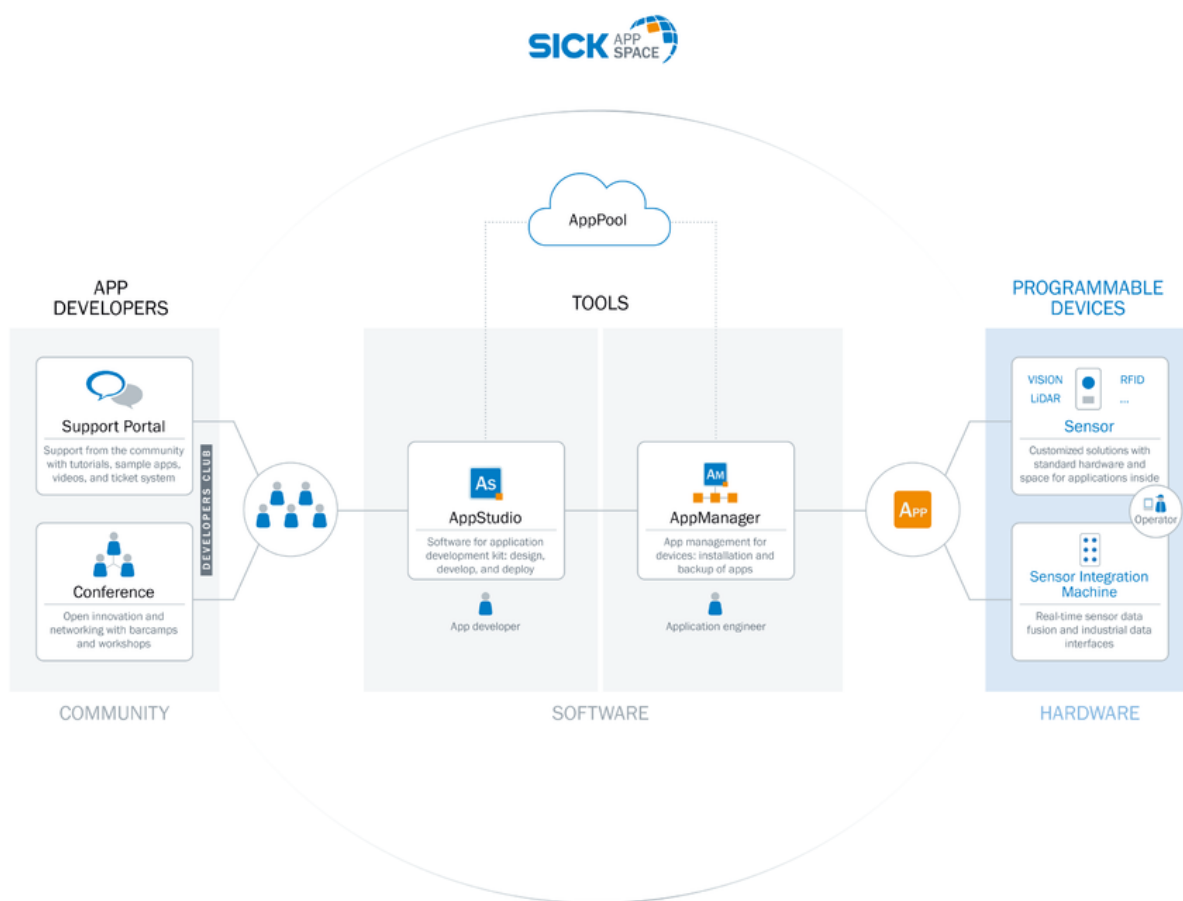 SICK APP SPACE
AppPool
APP
DEVELOPERS
TOOLS
PROGRAMMABLE
DEVICES
Support Portal
Support from the community
with tutorials, sample apps,
videos, and ticket system
Conference
Open innovation and
networking with barcamps
and workshops
DEVELOPERS CLUB
As
AppStudio
Software for application
development kit: design,
develop, and deploy
App developer
AM
AppManager
App management for
devices: installation and
backup of apps
Application engineer
APP
VISION
RFID
LiDAR
...
Sensor
Customized solutions with
standard hardware and
space for applications inside
Operator
Sensor Integration
Machine
Real-time sensor data
fusion and industrial data
interfaces
COMMUNITY
SOFTWARE
HARDWARE